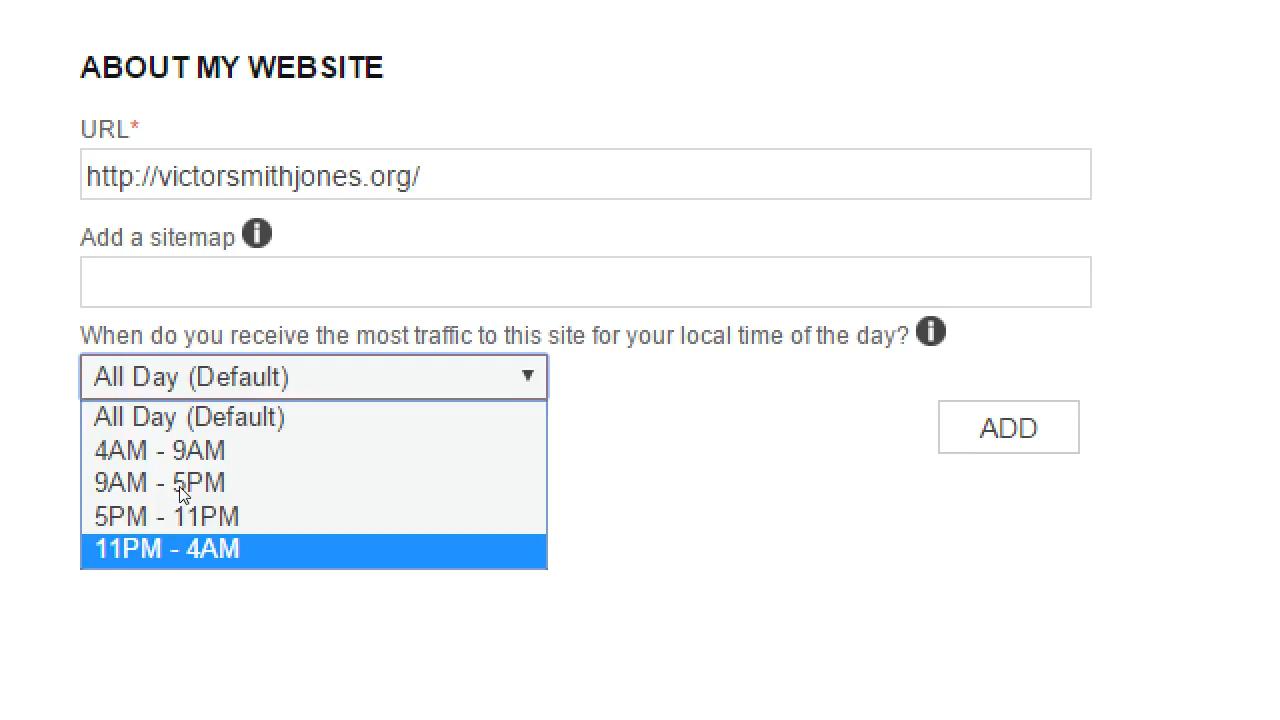 ABOUT MY WEBSITE
URL*
http://victorsmithjones.org/
Add a sitemap
When do you receive the most traffic to this site for your local time of the day?
All Day (Default)
All Day (Default)
4AM - 9AM
ADD
9AM - 5PM
5PM - 11PM
11PM - 4AM